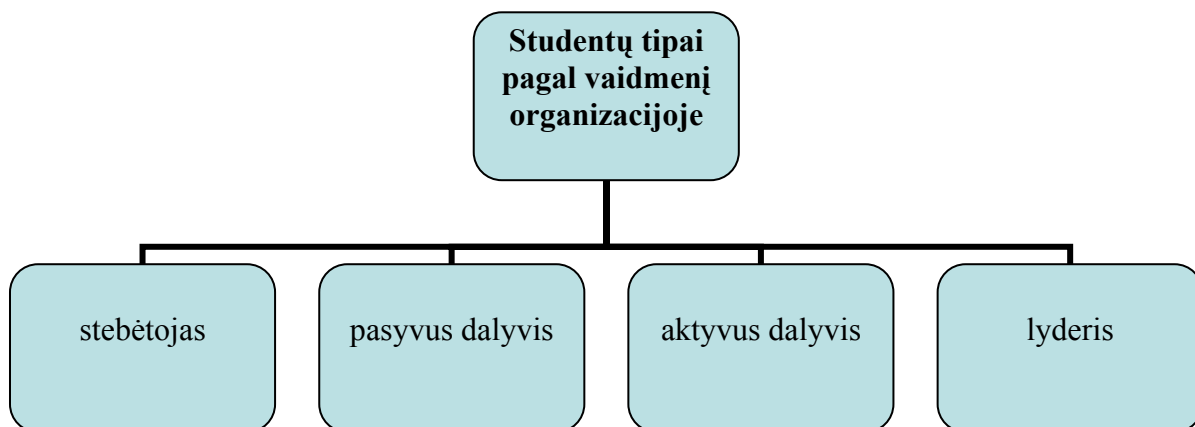 Studentų tipai
pagal vaidmenį
organizacijoje
stebėtojas
pasyvus dalyvis
aktyvus dalyvis
lyderis